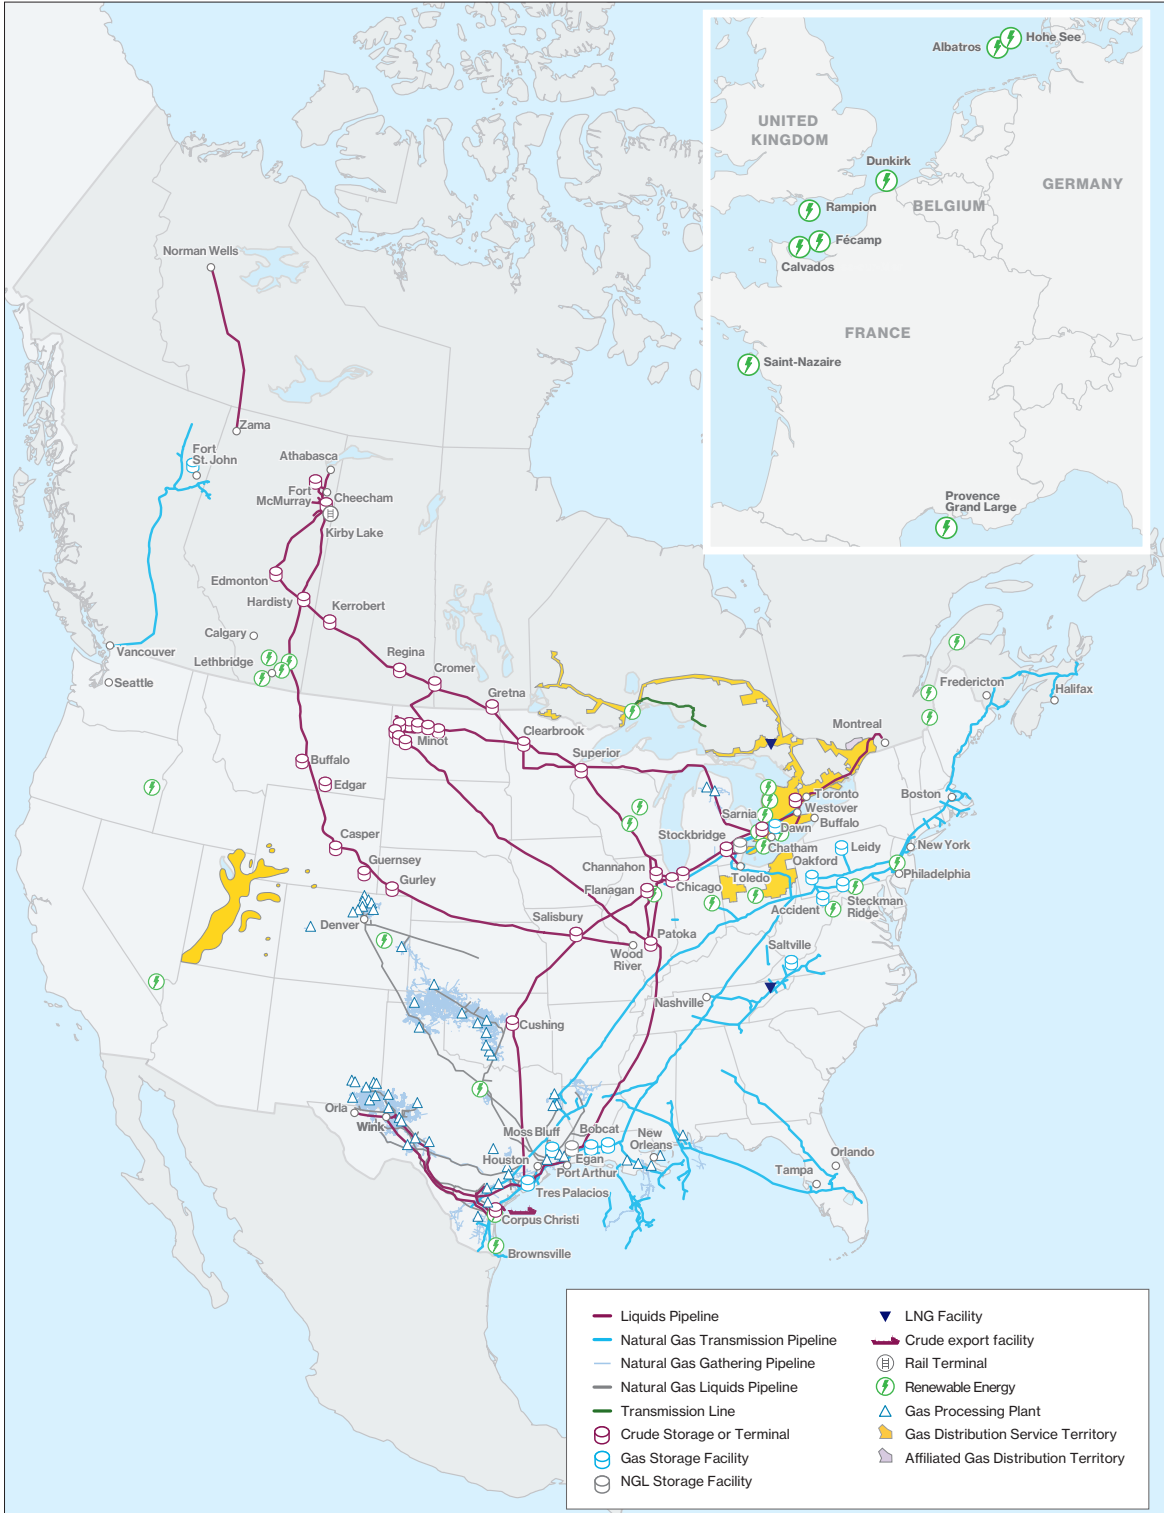 Albatros
Hohe See
UNITED
KINGDOM
Dunkirk
GERMANY
BELGIUM
Rampion
Fécamp
Calvados
FRANCE
Saint-Nazaire
Provence
Grand Large
Norman Wells
Zama
Fort
St. John
Athabasca
Fort
McMurray
Cheecham
Kirby Lake
Edmonton
Hardisty
Kerrobert
Calgary
Vancouver
Lethbridge
Seattle
Regina
Cromer
Gretna
Fredericton
Halifax
Montreal
Minot
Clearbrook
Superior
Buffalo
Edgar
Toronto
Westover
Buffalo
Boston
Sarnia
Dawn
Stockbridge
Chatham
Leidy
New York
Casper
Guernsey
Gurley
Channahon
Flanagan
Chicago
Toledo
Oakford
Philadelphia
Accident
Steckman
Ridge
Denver
Salisbury
Wood
River
Patoka
Saltville
Nashville
Cushing
Orla
Wink
Moss Bluff
Bobcat
New
Orleans
Houston
Egan
Port Arthur
Tres Palacios
Corpus Christi
Brownsville
Orlando
Tampa
Liquids Pipeline
Natural Gas Transmission Pipeline
Natural Gas Gathering Pipeline
Natural Gas Liquids Pipeline
Transmission Line
Crude Storage or Terminal
Gas Storage Facility
NGL Storage Facility
LNG Facility
Crude export facility
Rail Terminal
Renewable Energy
Gas Processing Plant
Gas Distribution Service Territory
Affiliated Gas Distribution Territory